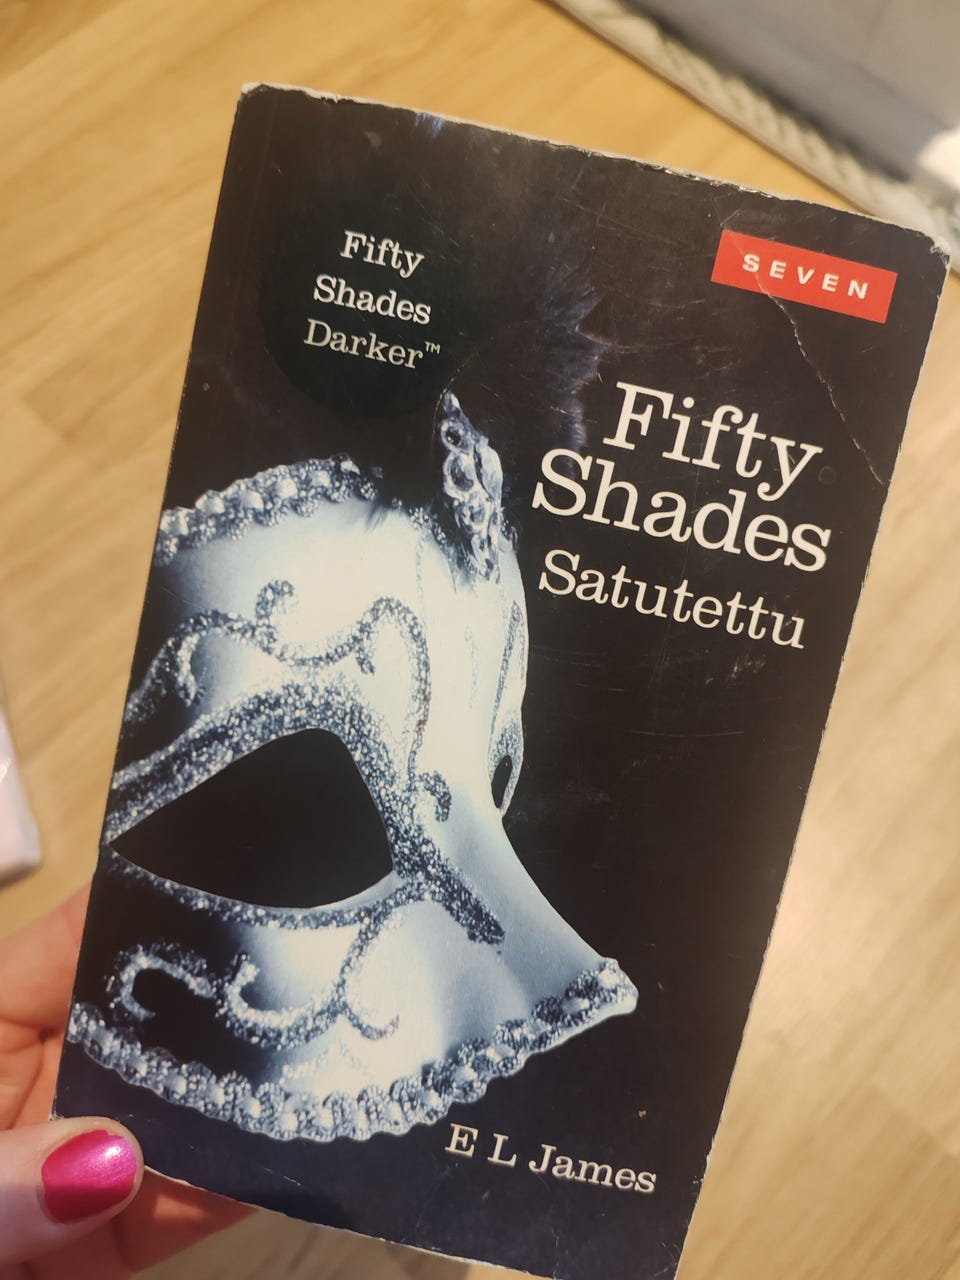 Fifty
Shades
Darker™
SEVEN
Fifty
Shades
Satutettu
E L James